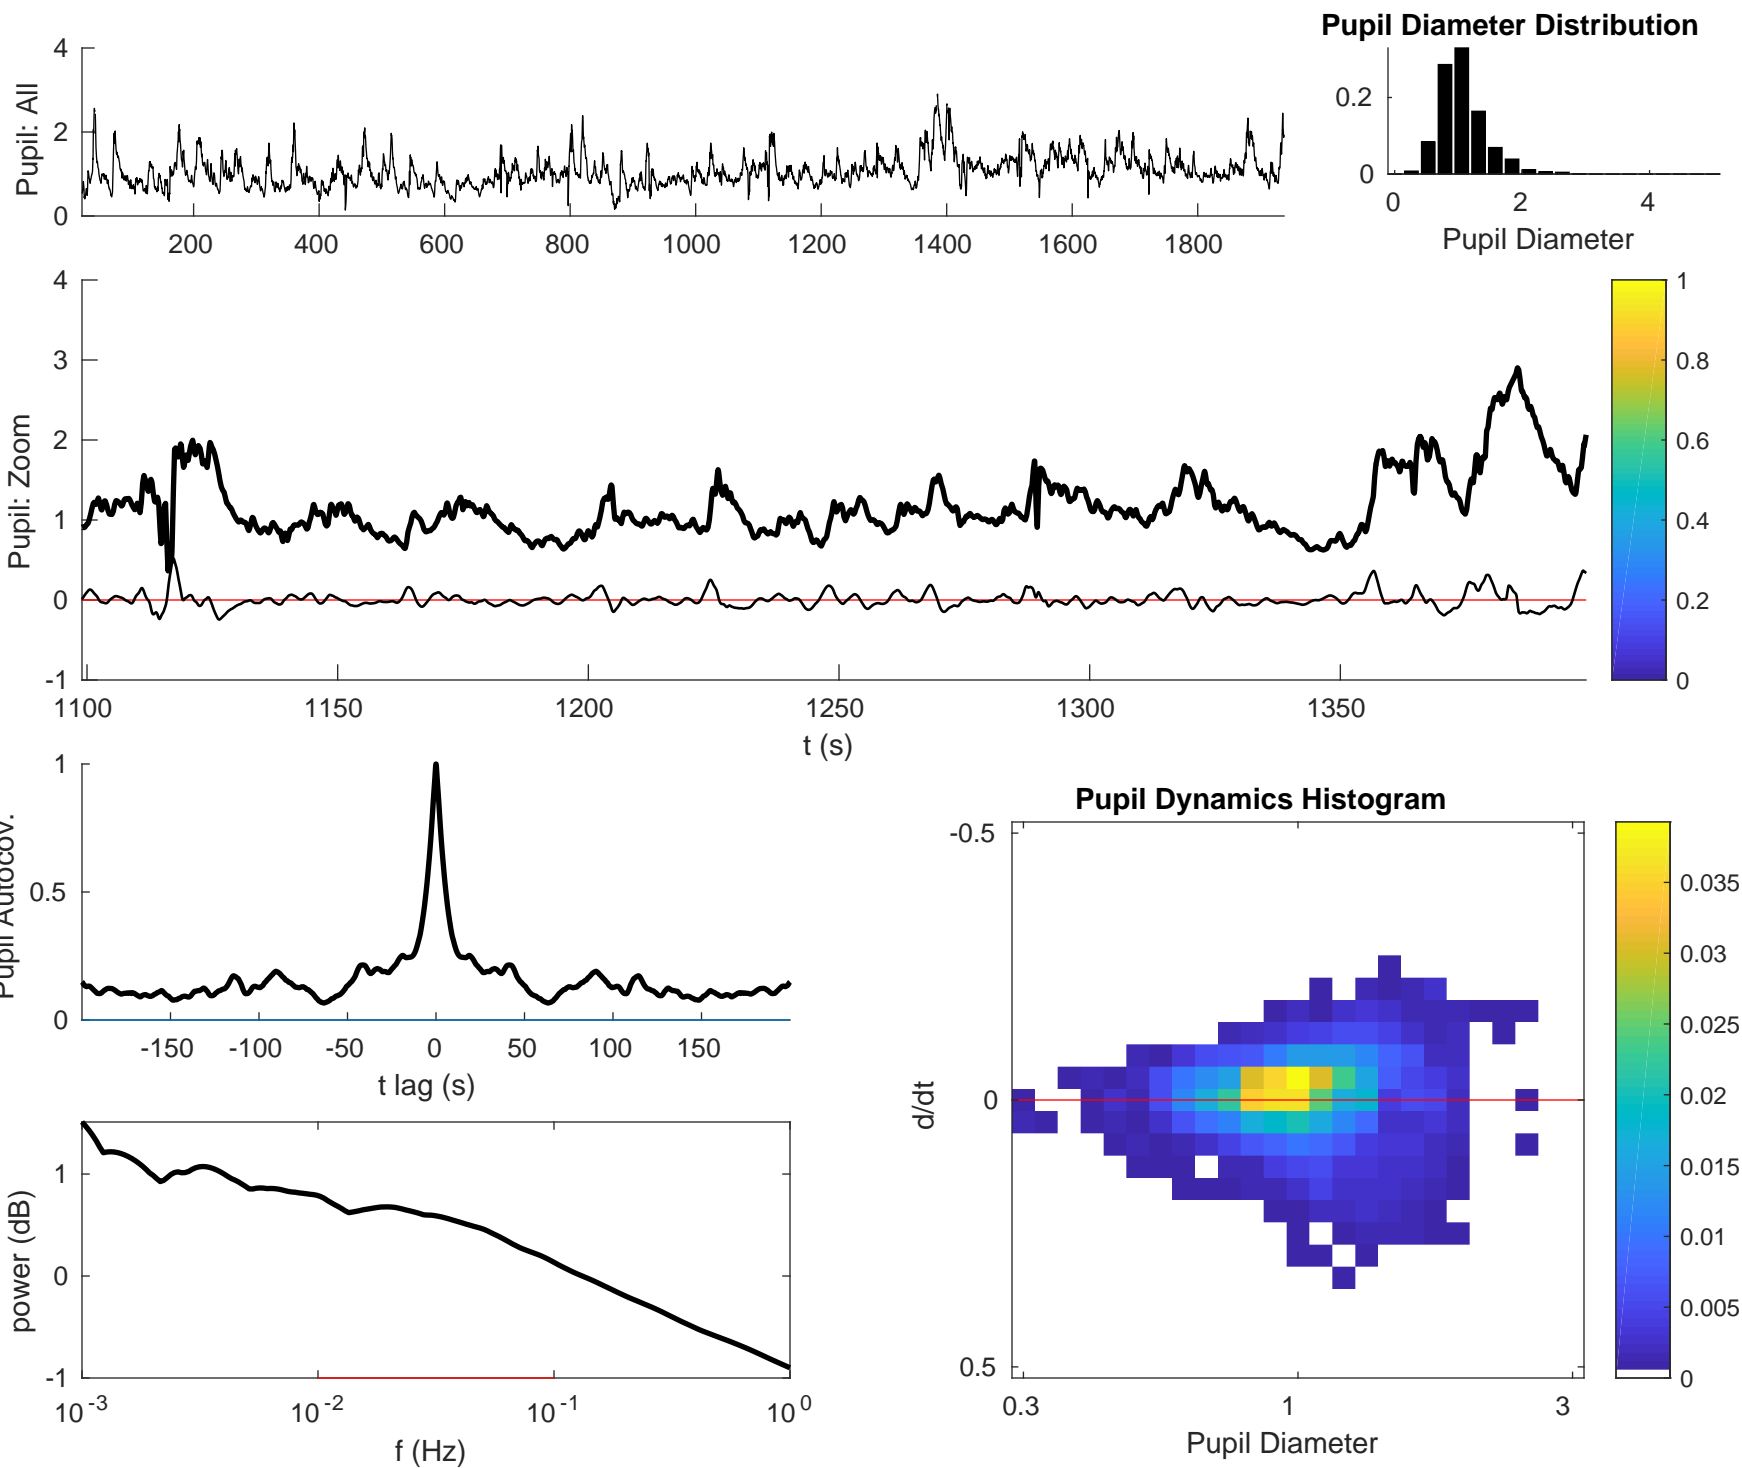 Pupil Diameter Distribution
Pupil: All
4
2
0
200 400 600 800 1000 1200 1400 1600 1800
0.2
0
0 2 4
Pupil Diameter
Pupil: Zoom
4
3
2
1
0
-1
1100 1150 1200 1250 1300 1350
t (s)
1
0.8
0.6
0.4
0.2
0
Pupil Autocov.
1
0.5
0
-150 -100 -50 0 50 100 150
t lag (s)
power (dB)
1
0
-1
10-3 10-2 10-1 100
f (Hz)
Pupil Dynamics Histogram
d/dt
-0.5
0
0.5
0.3 1 3
Pupil Diameter
0.035
0.03
0.025
0.02
0.015
0.01
0.005
0